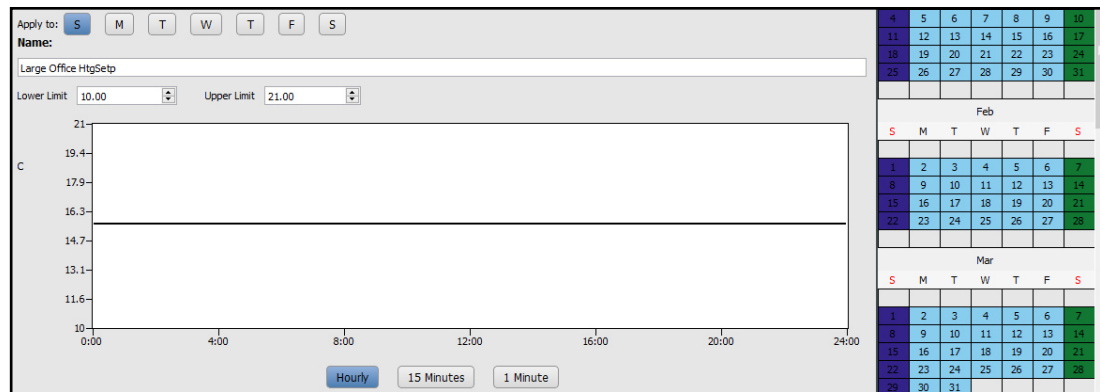 Apply to: S M T W T F S
Name:
Large Office HtgSetp
Lower Limit 10.00 Upper Limit 21.00
C
21
19.4
17.9
16.3
14.7
13.1
11.6
10
0:00 4:00 8:00 12:00 16:00 20:00 24:00
Hourly 15 Minutes 1 Minute
4 5 6 7 8 9 10
11 12 13 14 15 16 17
18 19 20 21 22 23 24
25 26 27 28 29 30 31
Feb
S M T W T F S
1 2 3 4 5 6 7
8 9 10 11 12 13 14
15 16 17 18 19 20 21
22 23 24 25 26 27 28
Mar
S M T W T F S
1 2 3 4 5 6 7
8 9 10 11 12 13 14
15 16 17 18 19 20 21
22 23 24 25 26 27 28
29 30 31